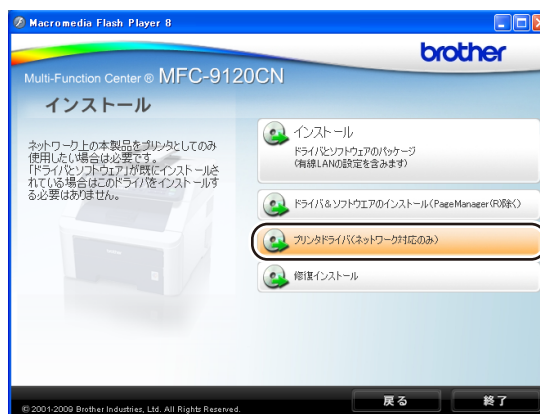 Macromedia Flash Player 8
brother
Multi-Function Center ® MFC-9120CN
インストール
ネットワーク上の本製品をプリンタとしてのみ
使用したい場合は必要です。
「ドライバとソフトウェア」が既にインストールさ
れている場合はこのドライバをインストールす
る必要はありません。
インストール
ドライバとソフトウェアのパッケージ
(有線LANの設定を含みます)
ドライバ&ソフトウエアのインストール(PageManager(R)除く)
プリンタドライバ(ネットワーク対応のみ)
修復インストール
© 2001-2009 Brother Industries, Ltd. All Rights Reserved.
戻る
終了